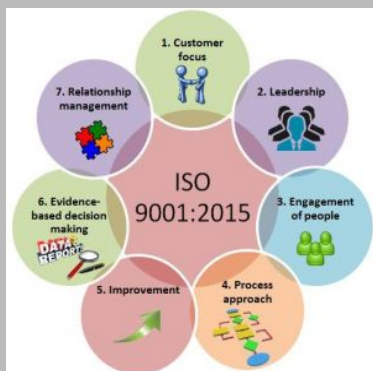 1. Customer
focus
2. Leadership
3. Engagement
of people
4. Process
approach
5. Improvement
6. Evidence-
based decision
making
DATA
REPORTS
7. Relationship
management
ISO
9001:2015